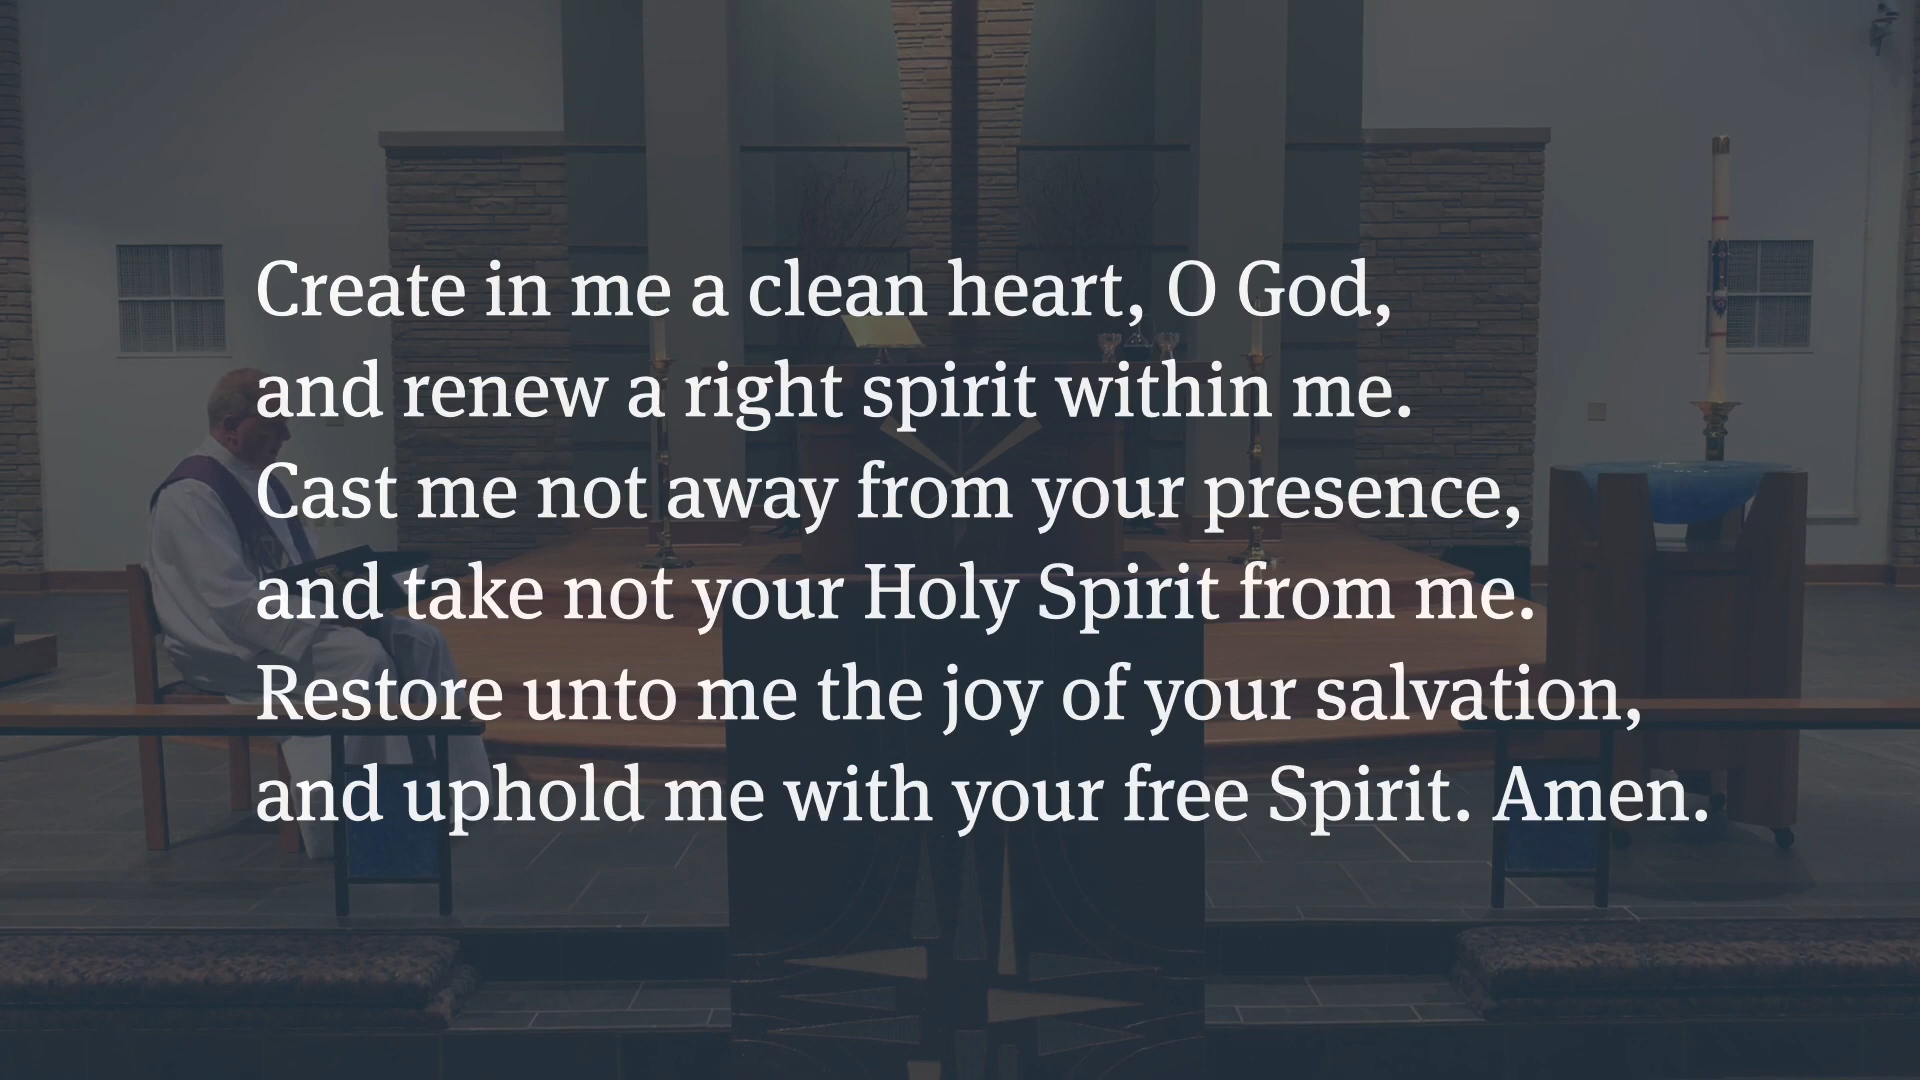 Create in me a clean heart, O God,
and renew a right spirit within me.
Cast me not away from your presence,
and take not your Holy Spirit from me.
Restore unto me the joy of your salvation,
and uphold me with your free Spirit. Amen.